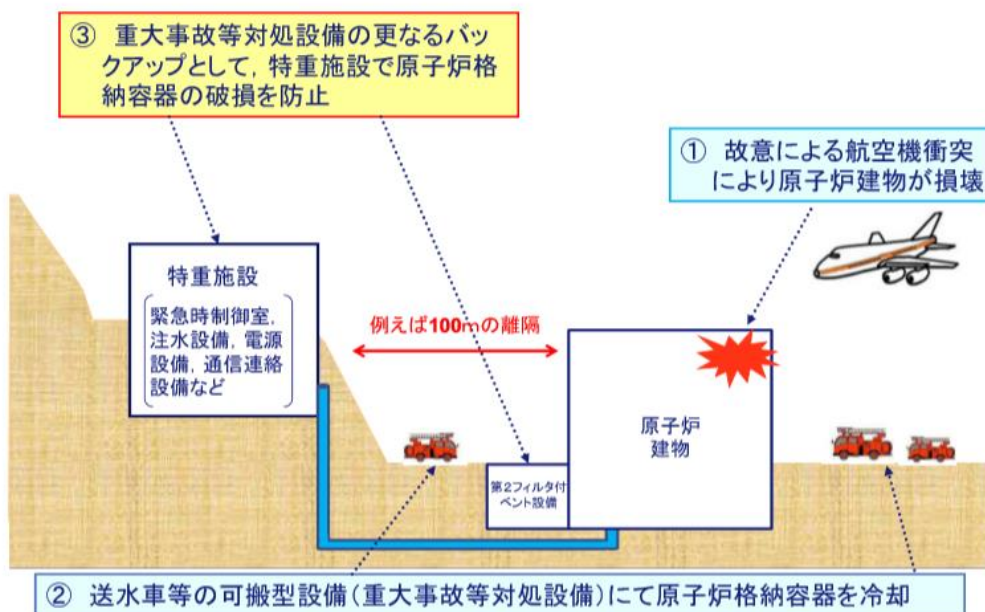 ③ 重大事故等対処設備の更なるバッ
クアップとして，特重施設で原子炉格
納容器の破損を防止
① 故意による航空機衝突
により原子炉建物が損壊
特重施設
緊急時制御室，
注水設備，電源
設備，通信連絡
設備など
例えば100mの離隔
原子炉
建物
第２フィルタ付
ベント設備
② 送水車等の可搬型設備（重大事故等対処設備）にて原子炉格納容器を冷却